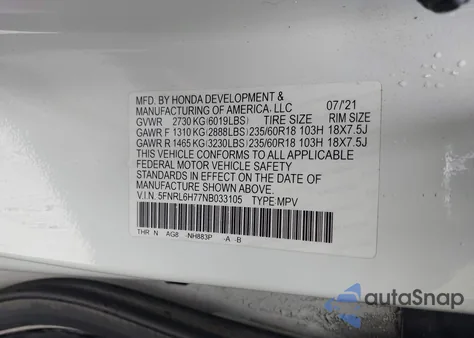 MFD. BY HONDA DEVELOPMENT &
MANUFACTURING OF AMERICA, LLC 07/'21
GVWR 2730 KG (6019LBS) TIRE SIZE RIM SIZE
GAWR F 1310 KG (2888LBS) 235/60R18 103H 18X7.5J
GAWR R 1465 KG (3230LBS) 235/60R18 103H 18X7.5J
THIS VEHICLE CONFORMS TO ALL APPLICABLE
FEDERAL MOTOR VEHICLE SAFETY
STANDARDS IN EFFECT ON THE DATE OF
MANUFACTURE SHOWN ABOVE.
V.I.N. 5FNRL6H77NB033105 TYPE MPV
THR N AG8 -NH883P -A -B
autoSnap